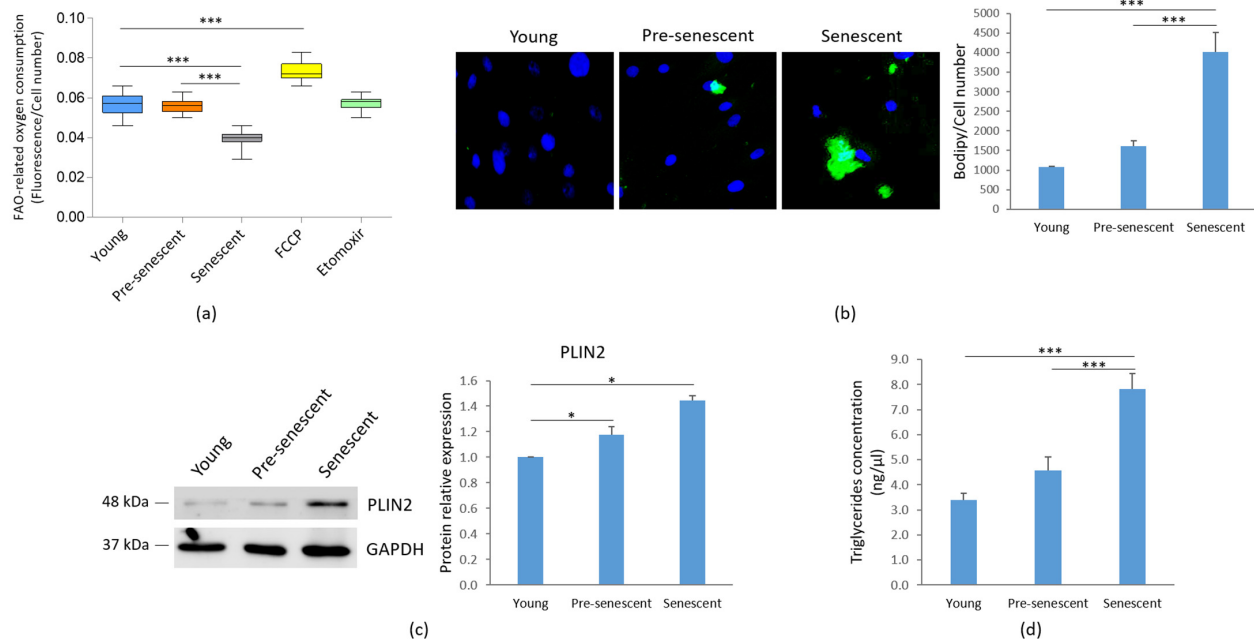 0.10
0.08
0.06
0.04
0.02
0.00
FAO-related oxygen consumption
(Fluorescence/Cell number)
***
***
***
Young
Pre-senescent
Senescent
FCCP
Etomoxir
(a)
Young
Pre-senescent
Senescent
5000
4500
4000
3500
3000
2500
2000
1500
1000
500
0
Bodipy/Cell number
***
***
Young
Pre-senescent
Senescent
(b)
Young
Pre-senescent
Senescent
48 kDa
PLIN2
37 kDa
GAPDH
PLIN2
1.6
1.4
1.2
1.0
0.8
0.6
0.4
0.2
0.0
Protein relative expression
*
*
Young
Pre-senescent
Senescent
(c)
9.0
8.0
7.0
6.0
5.0
4.0
3.0
2.0
1.0
0.0
Triglycerides concentration
(ng/µl)
***
***
Young
Pre-senescent
Senescent
(d)